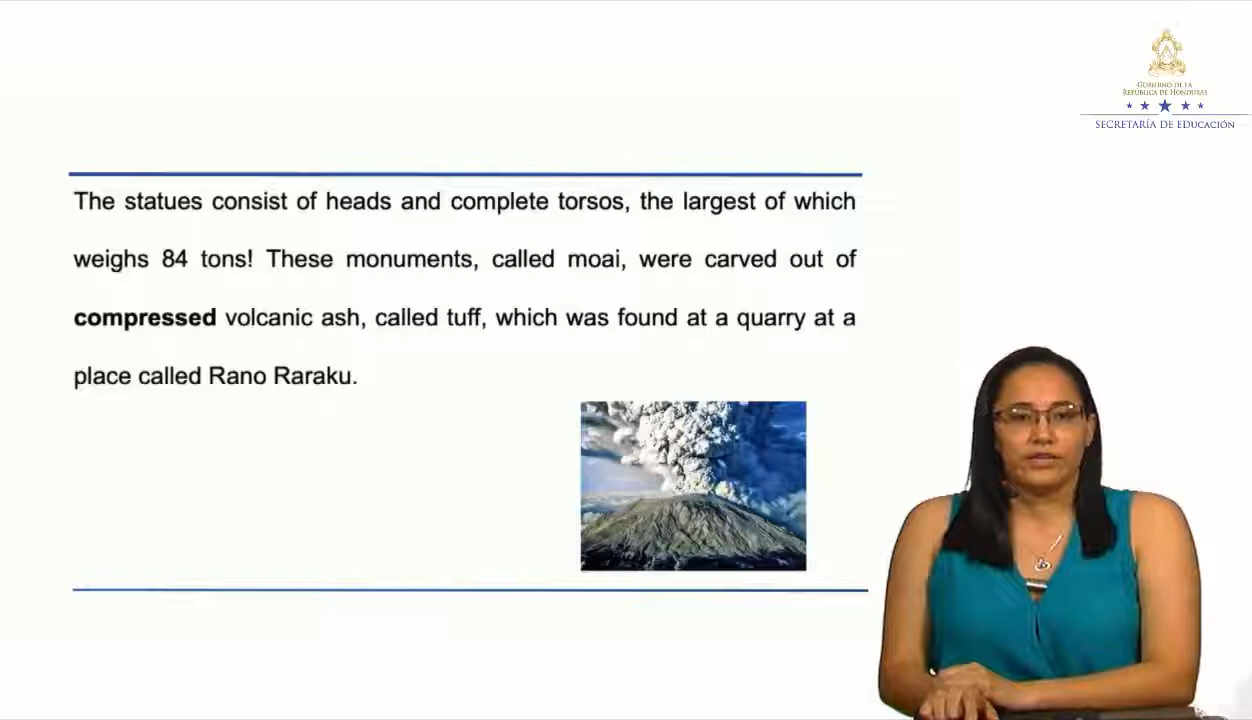 GOBIERNO DE LA
REPÚBLICA DE HONDURAS
SECRETARÍA DE EDUCACIÓN
The statues consist of heads and complete torsos, the largest of which
weighs 84 tons! These monuments, called moai, were carved out of
compressed volcanic ash, called tuff, which was found at a quarry at a
place called Rano Raraku.